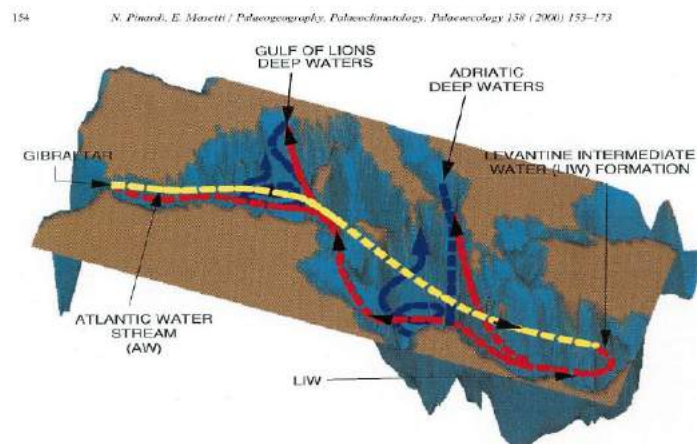 154
N. Pinardi, E. Masetti / Palaeogeography, Palaeoclimatology, Palaeoecology 158 (2000) 153–173
GULF OF LIONS
DEEP WATERS
ADRIATIC
DEEP WATERS
GIBRALTAR
LEVANTINE INTERMEDIATE
WATER (LIW) FORMATION
ATLANTIC WATER
STREAM
(AW)
LIW